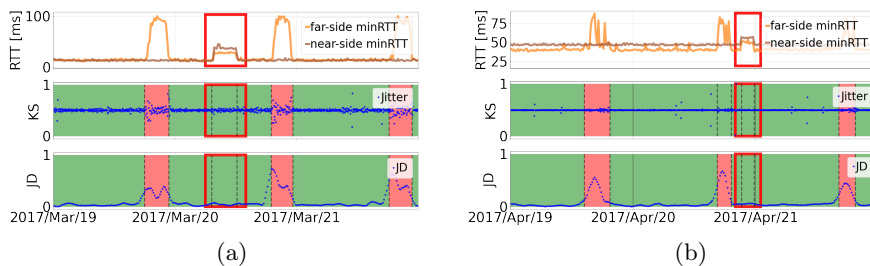 100
0
RTT [ms]
far-side minRTT
near-side minRTT
1
0
KS
Jitter
1
0
JD
JD
2017/Mar/19 2017/Mar/20 2017/Mar/21
(a)
75
50
25
RTT [ms]
far-side minRTT
near-side minRTT
1
0
KS
Jitter
1
0
JD
JD
2017/Apr/19 2017/Apr/20 2017/Apr/21
(b)